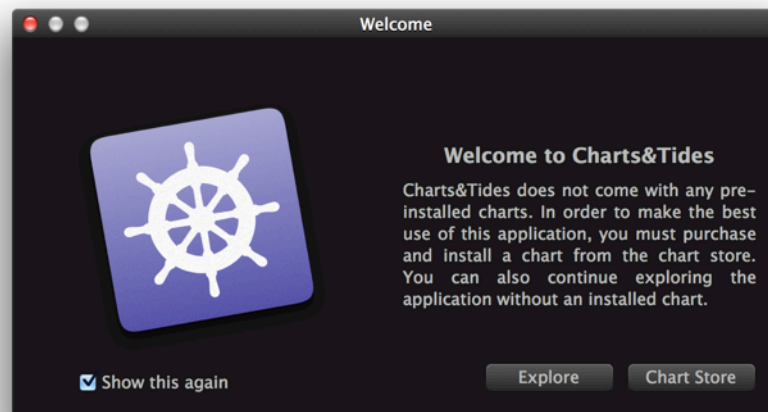 Welcome
Welcome to Charts&Tides
Charts&Tides does not come with any pre-
installed charts. In order to make the best
use of this application, you must purchase
and install a chart from the chart store.
You can also continue exploring the
application without an installed chart.
Show this again
Explore
Chart Store